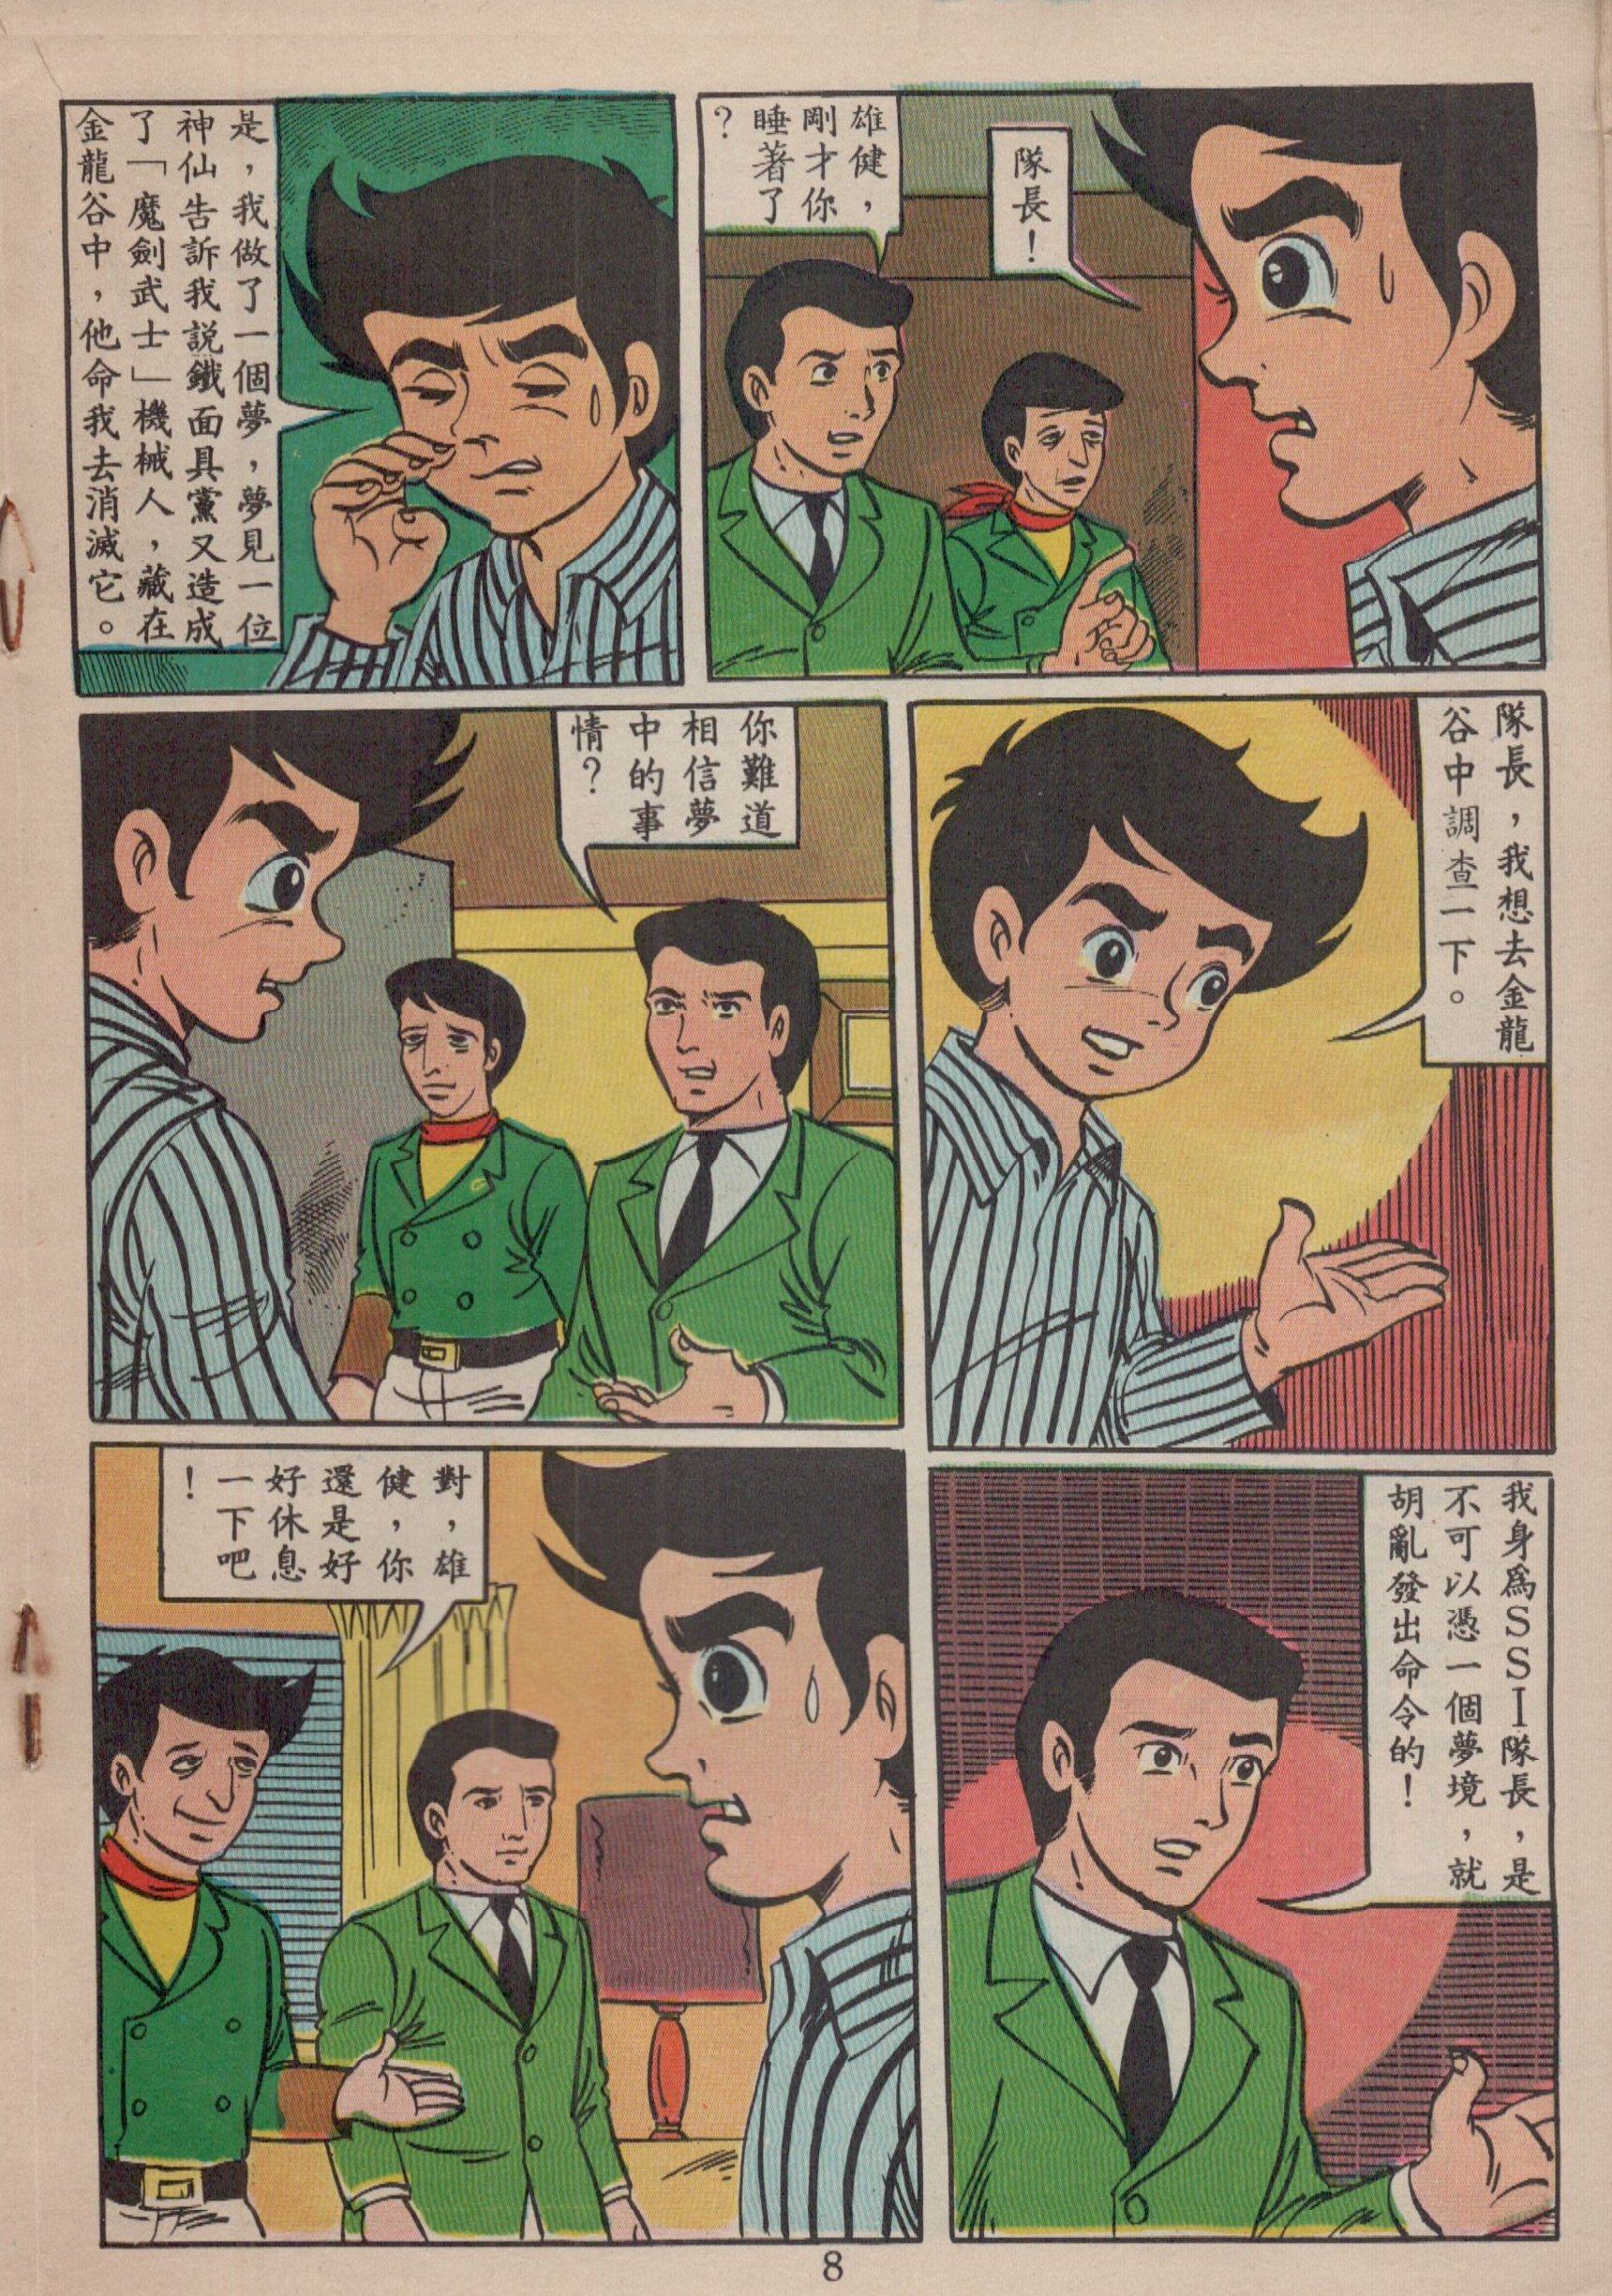 隊長！
雄健，
剛才你
睡著了
？
是，我做了一個夢，夢見一位
神仙告訴我說鐵面具黨又造成
了「魔劍武士」機械人，藏在
金龍谷中，他命我去消滅它。
隊長，我想去金龍
谷中調查一下。
你難道
相信夢
中的事
情？
我身爲SSI隊長，是
不可以憑一個夢境，就
胡亂發出命令的！
對，雄
健，你
還是好
好休息
一下吧
！
8